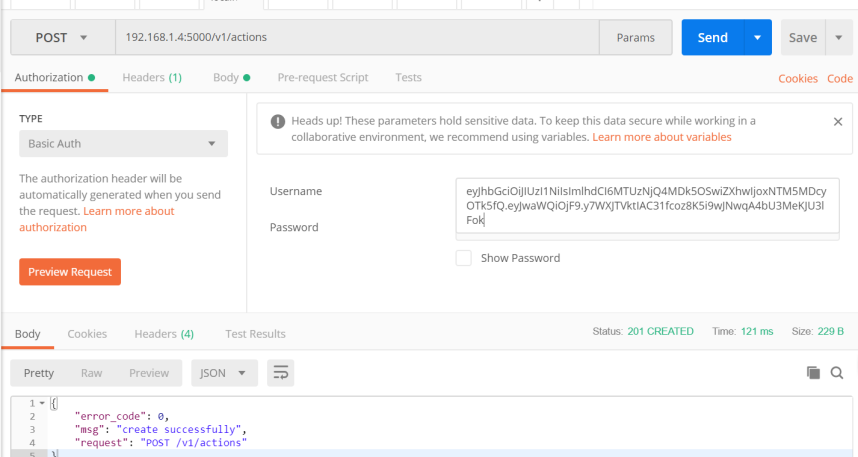 POST
192.168.1.4:5000/v1/actions
Params
Send
Save
Authorization
Headers (1)
Body
Pre-request Script
Tests
Cookies
Code
TYPE
Basic Auth
The authorization header will be
automatically generated when you send
the request. Learn more about
authorization
Preview Request
Heads up! These parameters hold sensitive data. To keep this data secure while working in a
collaborative environment, we recommend using variables. Learn more about variables
Username
eyJhbGciOiJIUzI1NiIsImlhdCI6MTUzNjQ4MDk5OSwiZXhwIjoxNTM5MDcy
OTk5fQ.eyJwaWQiOjF9.y7WXJTVktIAC31fcoz8K5i9wJNwqA4bU3MeKJU3l
Fok
Password
Show Password
Body
Cookies
Headers (4)
Test Results
Status: 201 CREATED
Time: 121 ms
Size: 229 B
Pretty
Raw
Preview
JSON
1 {
2 "error_code": 0,
3 "msg": "create successfully",
4 "request": "POST /v1/actions"
5 }